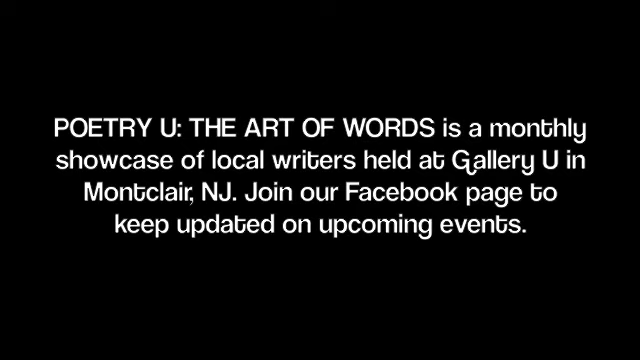 POETRY U: THE ART OF WORDS is a monthly
showcase of local writers held at Gallery U in
Montclair, NJ. Join our Facebook page to
keep updated on upcoming events.